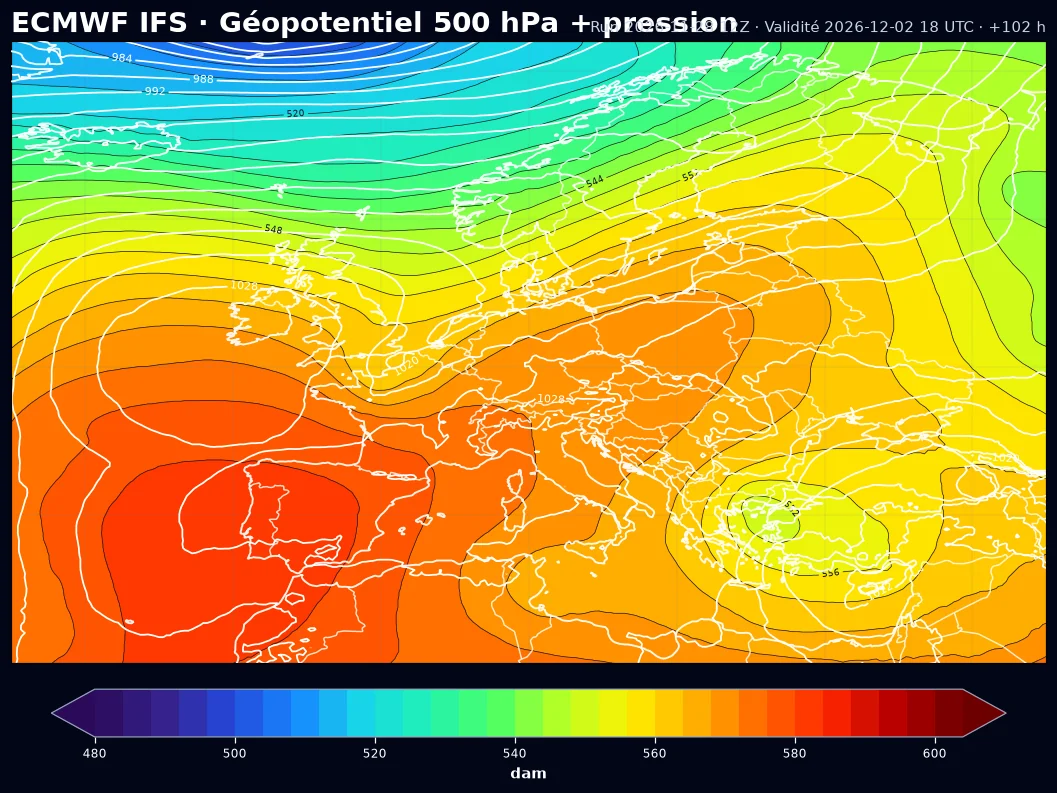 ECMWF IFS · Géopotentiel 500 hPa + pression
Validité 2026-12-02 18 UTC · +102 h
984
988
992
520
544
548
1028
1020
1028
556
480 500 520 540 560 580 600
dam